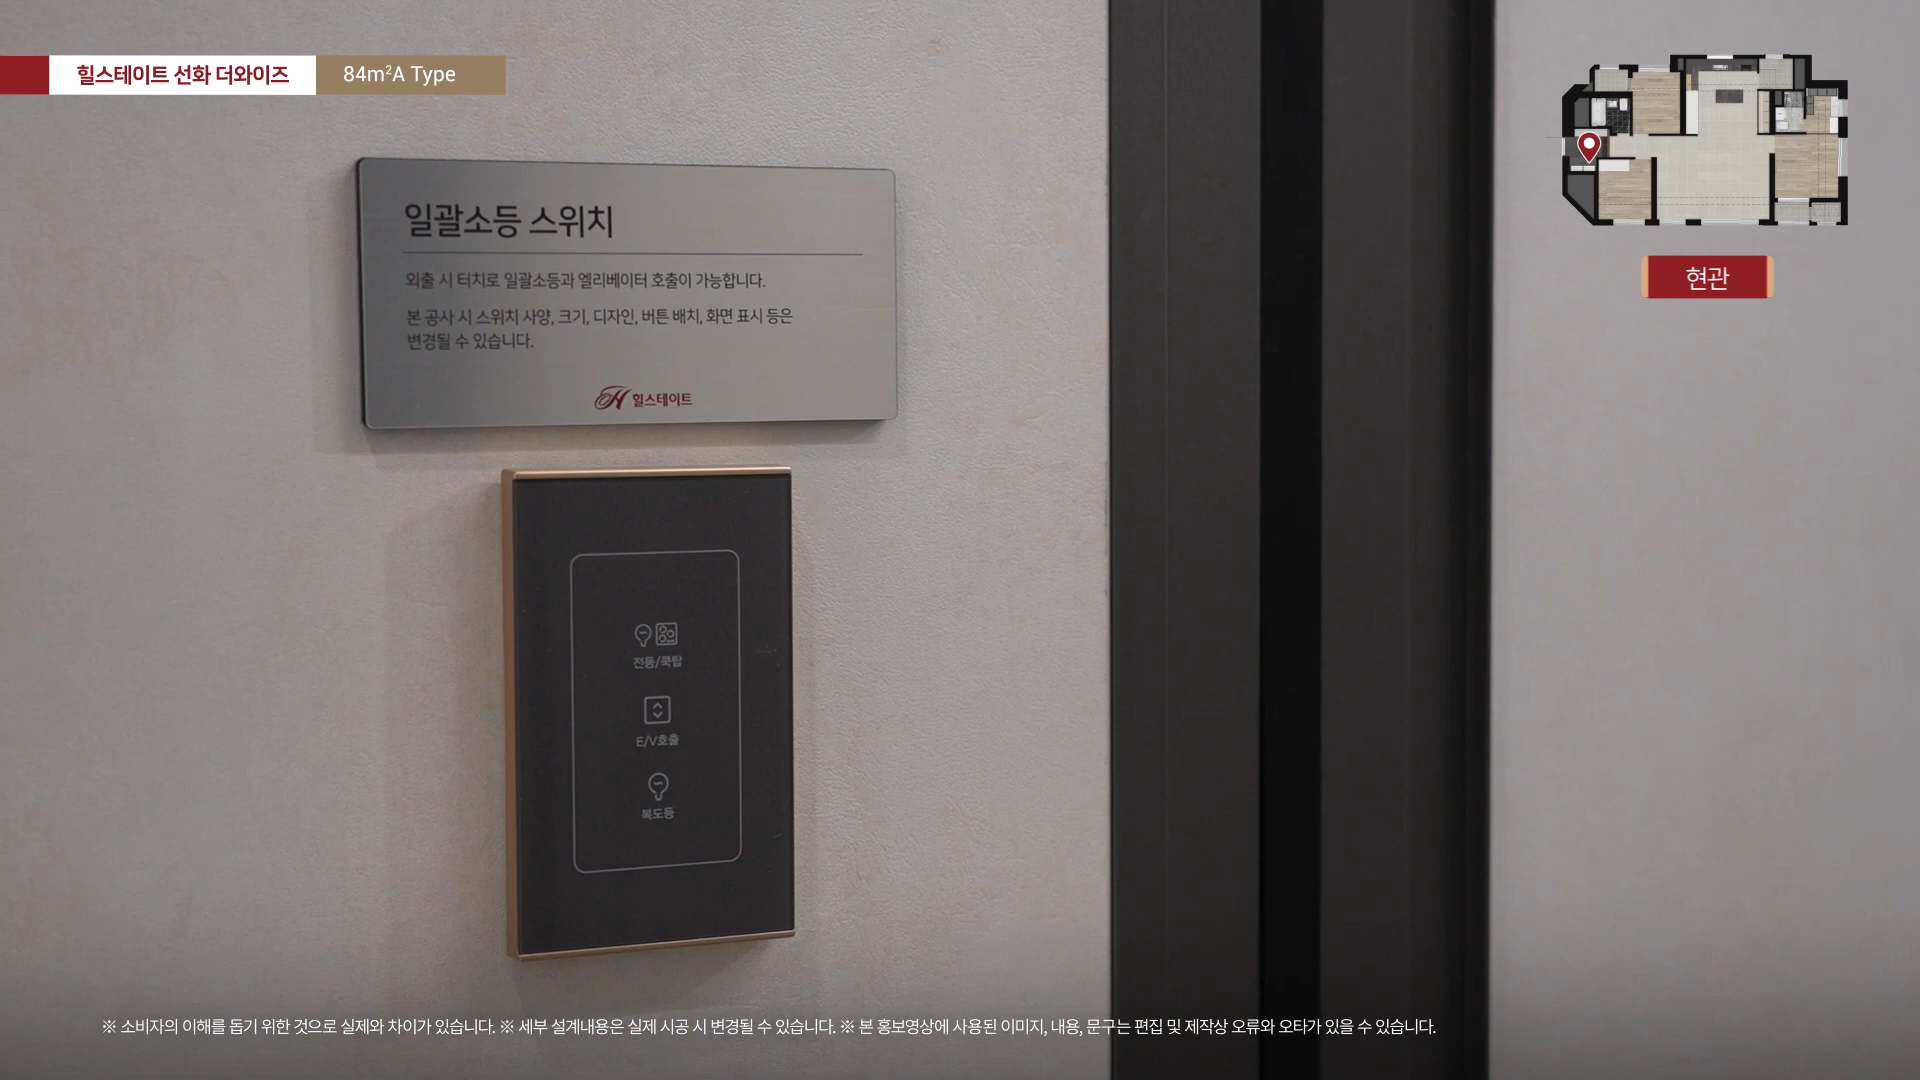 힐스테이트 선화 더와이즈
84m²A Type
현관
일괄소등 스위치
외출 시 터치로 일괄소등과 엘리베이터 호출이 가능합니다.
본 공사 시 스위치 사양, 크기, 디자인, 버튼 배치, 화면 표시 등은
변경될 수 있습니다.
힐스테이트
전등/쿡탑
E/V호출
복도등
※ 소비자의 이해를 돕기 위한 것으로 실제와 차이가 있습니다. ※ 세부 설계내용은 실제 시공 시 변경될 수 있습니다. ※ 본 홍보영상에 사용된 이미지, 내용, 문구는 편집 및 제작상 오류와 오타가 있을 수 있습니다.